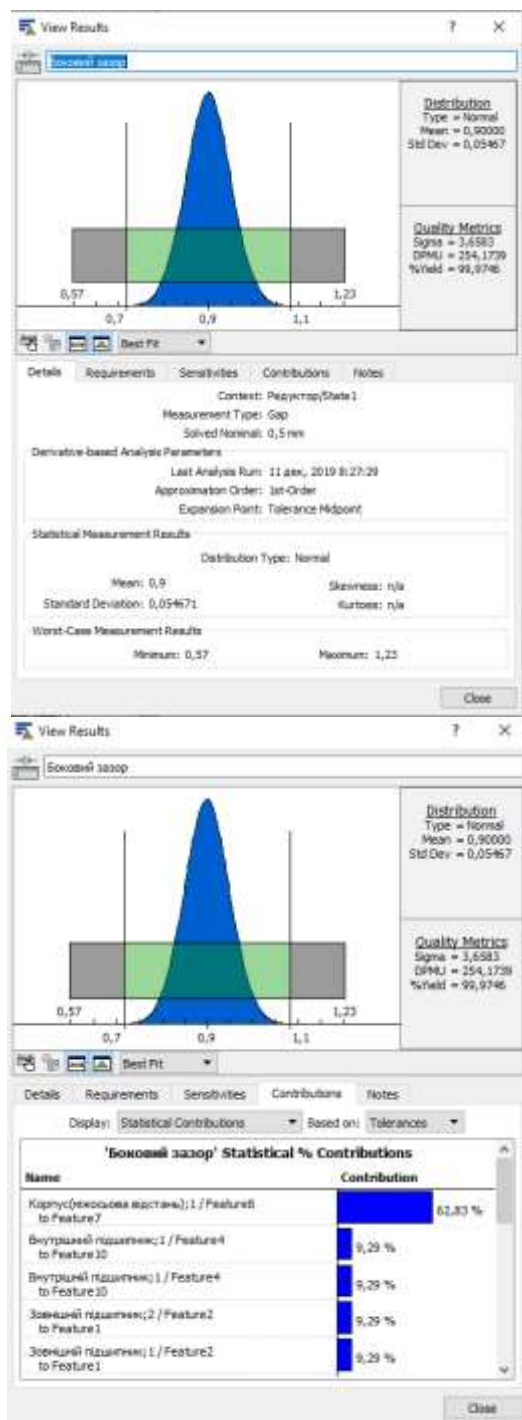 View Results
Боковий зазор
Distribution
Type = Normal
Mean = 0,90000
Std Dev = 0,05467
Quality Metrics
Sigma = 3,6583
DPMU = 254,1739
%Yield = 99,9746
0,57
1,23
0,7
0,9
1,1
Best Fit
Details Requirements Sensitivities Contributions Notes
Context: Редуктор/State1
Measurement Type: Gap
Solved Nominal: 0,5 mm
Derivative-based Analysis Parameters
Last Analysis Run: 11 дек, 2019 8:27:29
Approximation Order: 1st-Order
Expansion Point: Tolerance Midpoint
Statistical Measurement Results
Distribution Type: Normal
Mean: 0,9
Skewness: n/a
Standard Deviation: 0,054671
Kurtosis: n/a
Worst-Case Measurement Results
Minimum: 0,57
Maximum: 1,23
Close
View Results
Боковий зазор
Distribution
Type = Normal
Mean = 0,90000
Std Dev = 0,05467
Quality Metrics
Sigma = 3,6583
DPMU = 254,1739
%Yield = 99,9746
0,57
1,23
0,7
0,9
1,1
Best Fit
Details Requirements Sensitivities Contributions Notes
Display: Statistical Contributions Based on: Tolerances
'Боковий зазор' Statistical % Contributions
Name Contribution
Корпус(міжосьова відстань);1 / Feature8
to Feature7
62,83 %
Внутрішній підшипник;1 / Feature4
to Feature10
9,29 %
Внутрішній підшипник;1 / Feature4
to Feature10
9,29 %
Зовнішній підшипник;2 / Feature2
to Feature1
9,29 %
Зовнішній підшипник;1 / Feature2
to Feature1
9,29 %
Close